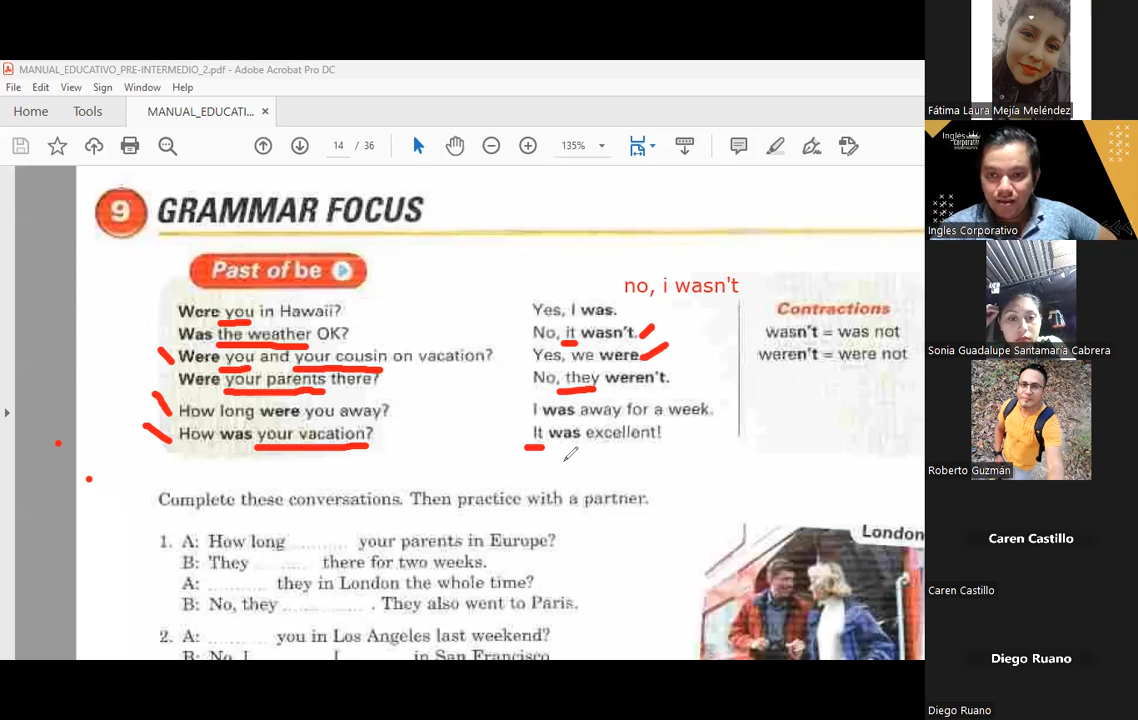 MANUAL_EDUCATIVO_PRE-INTERMEDIO_2.pdf - Adobe Acrobat Pro DC
File Edit View Sign Window Help
Home Tools MANUAL_EDUCATI... ×
14 / 36 135%
9 GRAMMAR FOCUS
Past of be
no, i wasn't
Were you in Hawaii? Yes, I was.
Was the weather OK? No, it wasn't.
Were you and your cousin on vacation? Yes, we were.
Were your parents there? No, they weren't.
How long were you away? I was away for a week.
How was your vacation? It was excellent!
Contractions
wasn't = was not
weren't = were not
Complete these conversations. Then practice with a partner.
1. A: How long .......... your parents in Europe?
B: They ........ there for two weeks.
A: .......... they in London the whole time?
B: No, they .............. . They also went to Paris.
2. A: .......... you in Los Angeles last weekend?
B: No, I ........ I ........ in San Francisco
London
Fátima Laura Mejía Meléndez
Inglés
Corporativo
Ingles Corporativo
Sonia Guadalupe Santamaria Cabrera
Roberto Guzmán
Caren Castillo
Caren Castillo
Diego Ruano
Diego Ruano